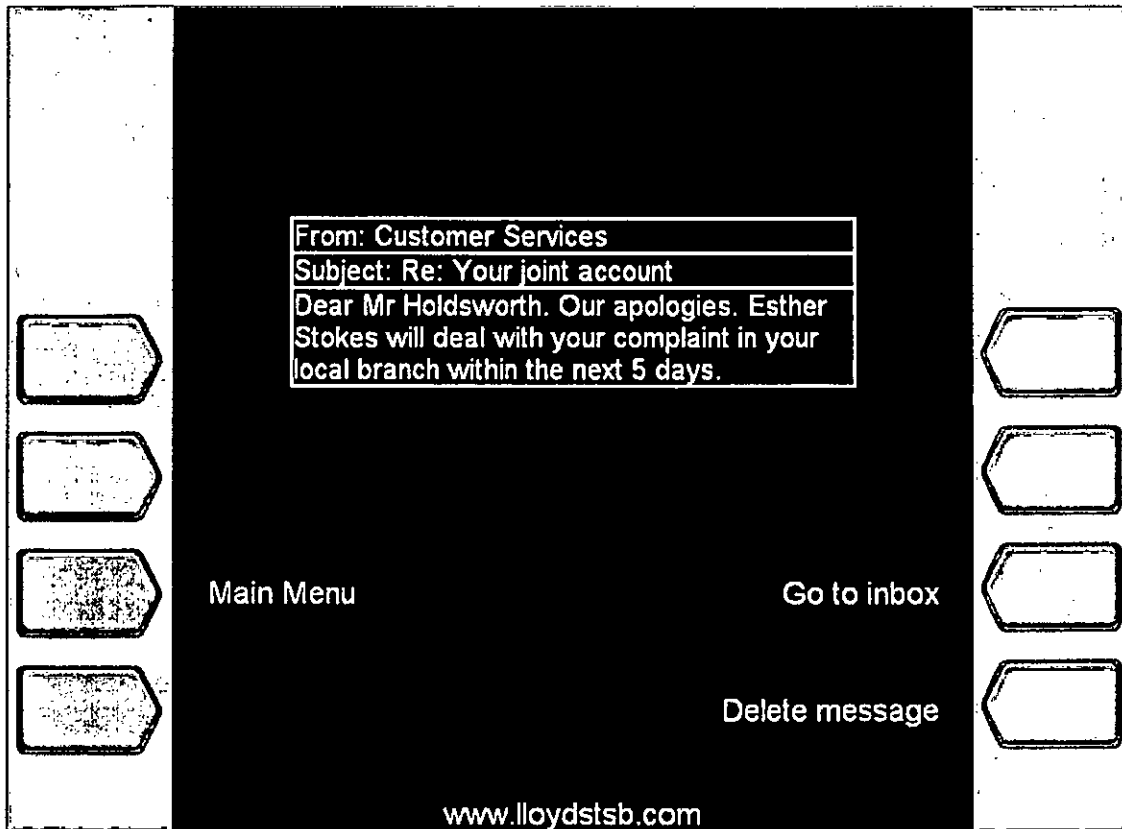 From: Customer Services
Subject: Re: Your joint account
Dear Mr Holdsworth. Our apologies. Esther
Stokes will deal with your complaint in your
local branch within the next 5 days.
Main Menu
Go to inbox
Delete message
www.lloydstsb.com